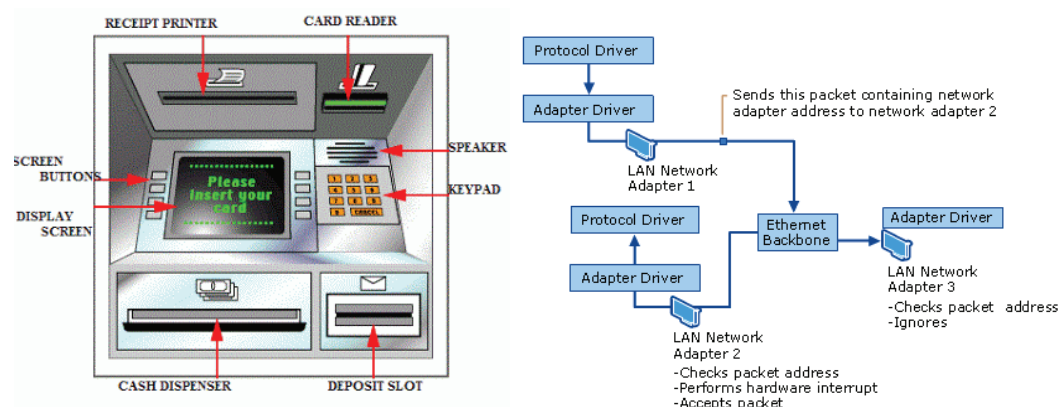 RECEIPT PRINTER
CARD READER
SCREEN
BUTTONS
DISPLAY
SCREEN
Please
insert your
card
SPEAKER
KEYPAD
CANCEL
CASH DISPENSER
DEPOSIT SLOT
Protocol Driver
Adapter Driver
Sends this packet containing network
adapter address to network adapter 2
LAN Network
Adapter 1
Protocol Driver
Adapter Driver
Ethernet
Backbone
Adapter Driver
LAN Network
Adapter 3
-Checks packet address
-Ignores
LAN Network
Adapter 2
-Checks packet address
-Performs hardware interrupt
-Accepts packet